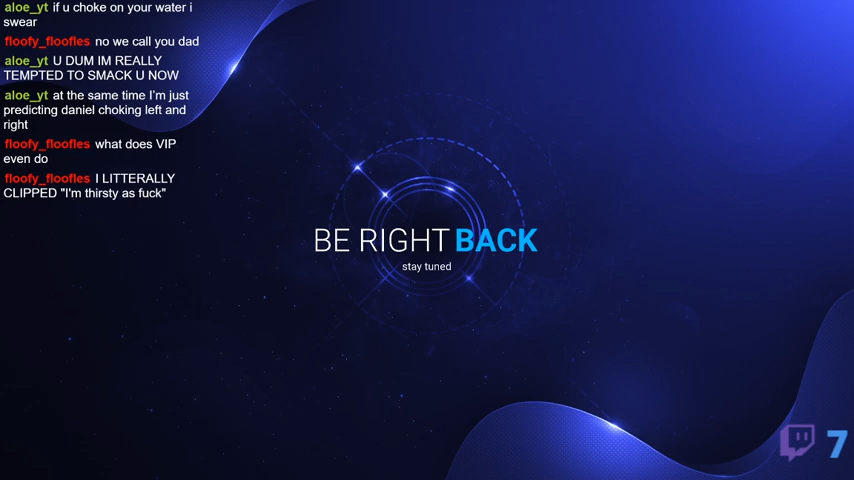 aloe_yt if u choke on your water i
swear
floofy_floofles no we call you dad
aloe_yt U DUM IM REALLY
TEMPTED TO SMACK U NOW
aloe_yt at the same time I'm just
predicting daniel choking left and
right
floofy_floofles what does VIP
even do
floofy_floofles I LITTERALLY
CLIPPED "I'm thirsty as fuck"
BE RIGHT BACK
stay tuned
7